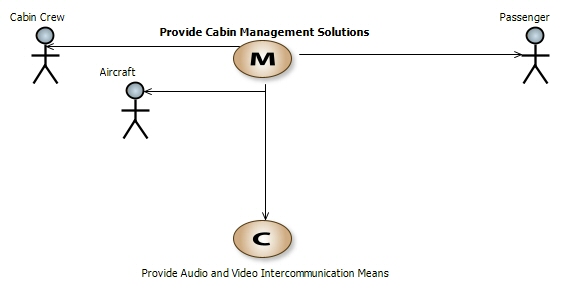 Cabin Crew
Passenger
Provide Cabin Management Solutions
M
Aircraft
C
Provide Audio and Video Intercommunication Means